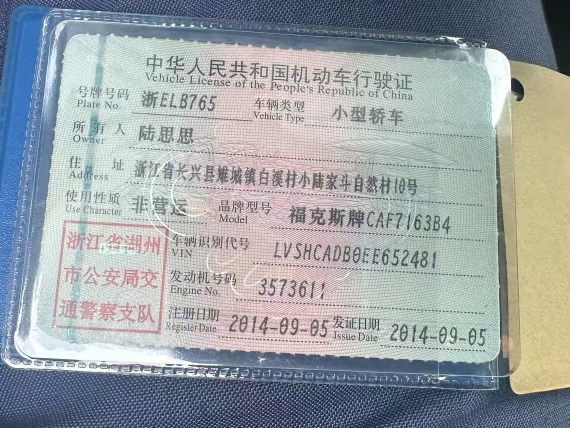 中华人民共和国机动车行驶证
Vehicle License of the People's Republic of China
号牌号码 浙ELB765 车辆类型 小型轿车
Plate No. Vehicle Type
所有人 陆思思
Owner
住址 浙江省长兴县雉城镇白溪村小陆家斗自然村10号
Address
使用性质 非营运 品牌型号 福克斯牌CAF7163B4
Use Character Model
浙江省湖州
市公安局交
通警察支队
车辆识别代号 LVSHCADB0EE652481
VIN
发动机号码 3573611
Engine No.
注册日期 2014-09-05 发证日期 2014-09-05
Register Date Issue Date